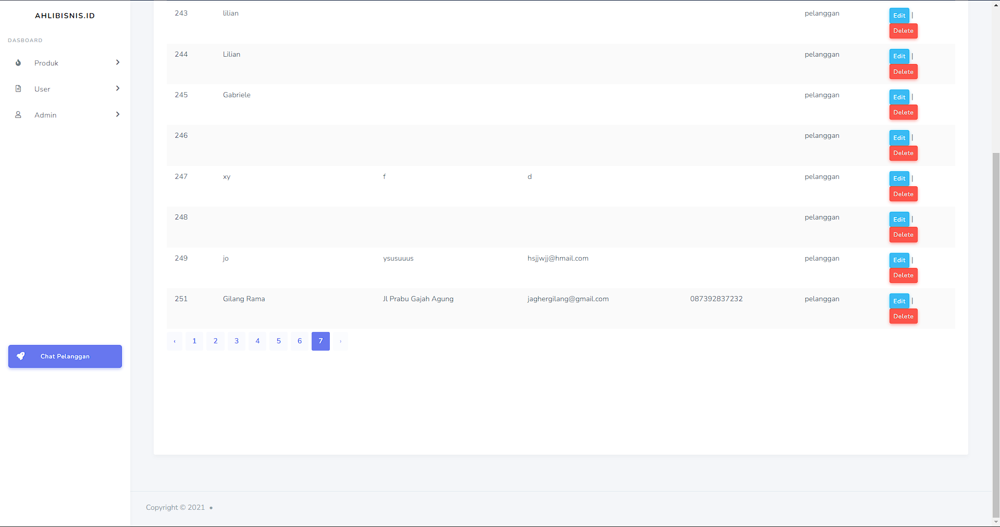 AHLIBISNIS.ID
DASBOARD
Produk
User
Admin
Chat Pelanggan
243 lilian pelanggan Edit |
Delete
244 Lilian pelanggan Edit |
Delete
245 Gabriele pelanggan Edit |
Delete
246 pelanggan Edit |
Delete
247 xy f d pelanggan Edit |
Delete
248 pelanggan Edit |
Delete
249 jo ysusuuus hsjjwjj@hmail.com pelanggan Edit |
Delete
251 Gilang Rama Jl Prabu Gajah Agung jaghergilang@gmail.com 087392837232 pelanggan Edit |
Delete
‹ 1 2 3 4 5 6 7 ›
Copyright © 2021 •